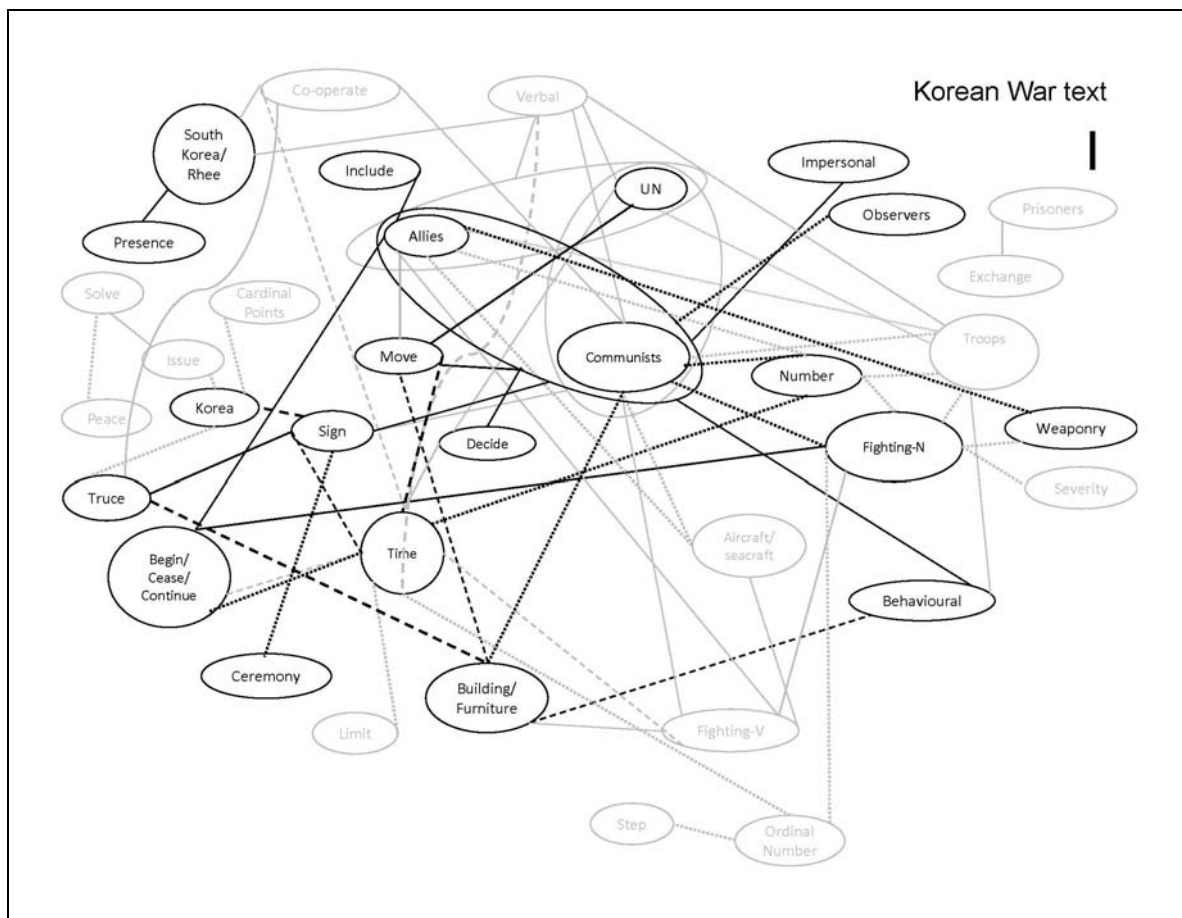 Korean War text
I
Co-operate
Verbal
South
Korea/
Rhee
Include
UN
Impersonal
Observers
Prisoners
Presence
Allies
Exchange
Solve
Cardinal
Points
Issue
Move
Communists
Number
Troops
Peace
Korea
Sign
Decide
Fighting-N
Weaponry
Truce
Severity
Begin/
Cease/
Continue
Time
Aircraft/
seacraft
Behavioural
Ceremony
Building/
Furniture
Limit
Fighting-V
Step
Ordinal
Number